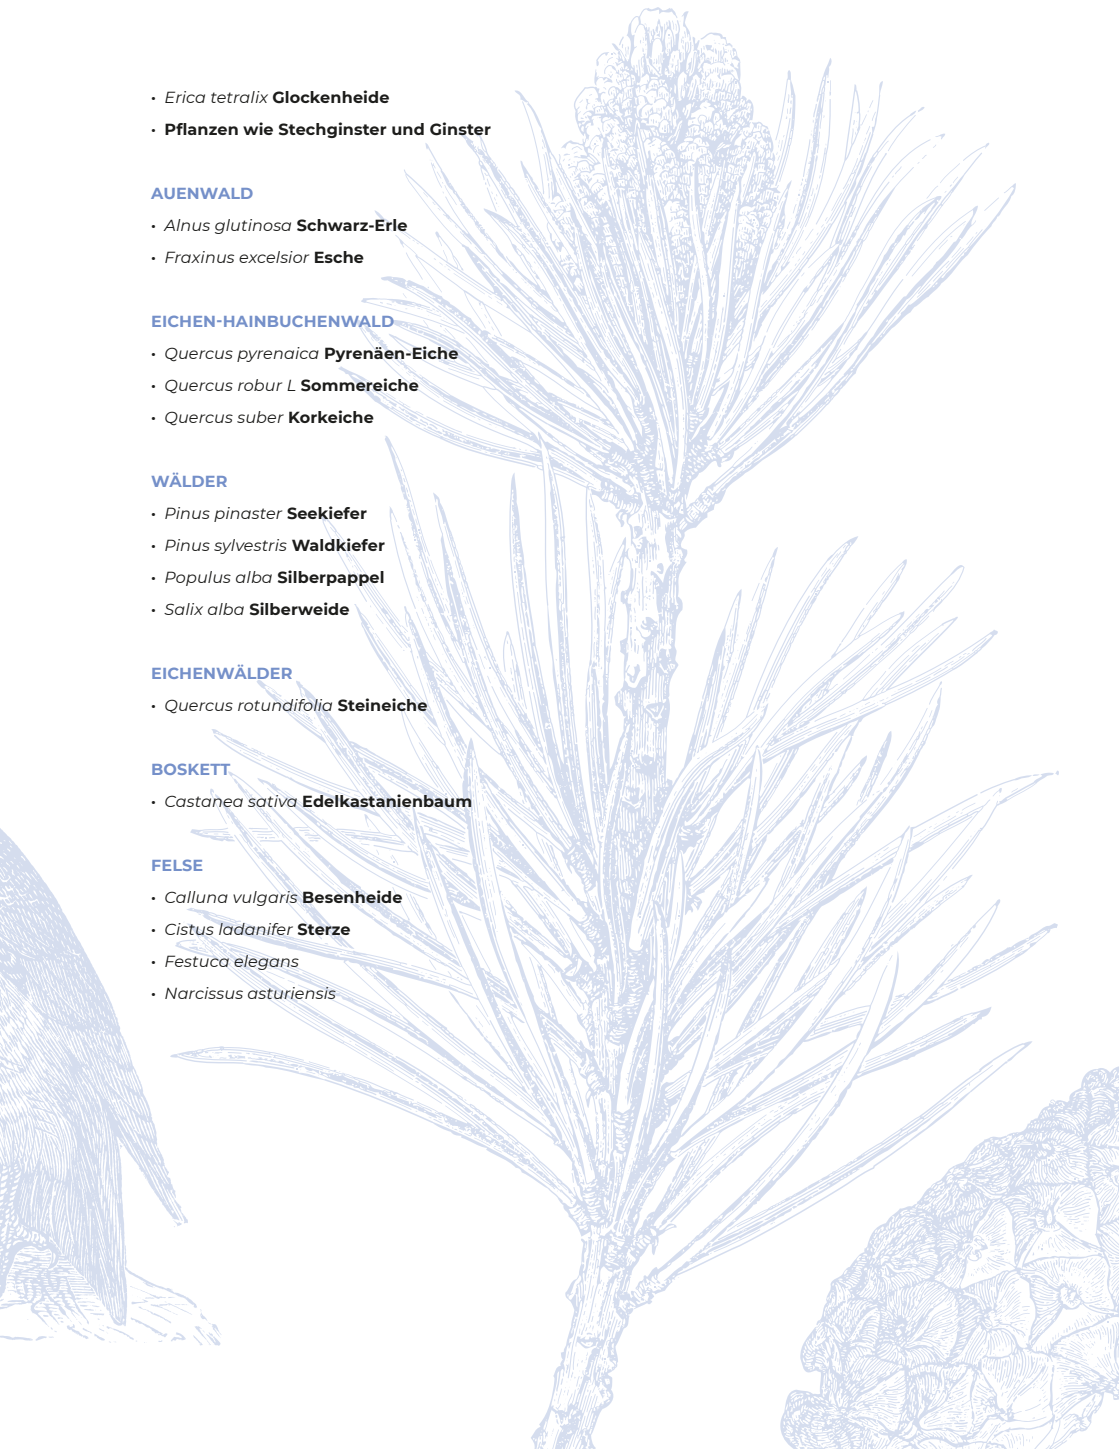 • Erica tetralix Glockenheide
• Pflanzen wie Stechginster und Ginster
AUENWALD
• Alnus glutinosa Schwarz-Erle
• Fraxinus excelsior Esche
EICHEN-HAINBUCHENWALD
• Quercus pyrenaica Pyrenäen-Eiche
• Quercus robur L Sommereiche
• Quercus suber Korkeiche
WÄLDER
• Pinus pinaster Seekiefer
• Pinus sylvestris Waldkiefer
• Populus alba Silberpappel
• Salix alba Silberweide
EICHENWÄLDER
• Quercus rotundifolia Steineiche
BOSKETT
• Castanea sativa Edelkastanienbaum
FELSE
• Calluna vulgaris Besenheide
• Cistus ladanifer Sterze
• Festuca elegans
• Narcissus asturiensis